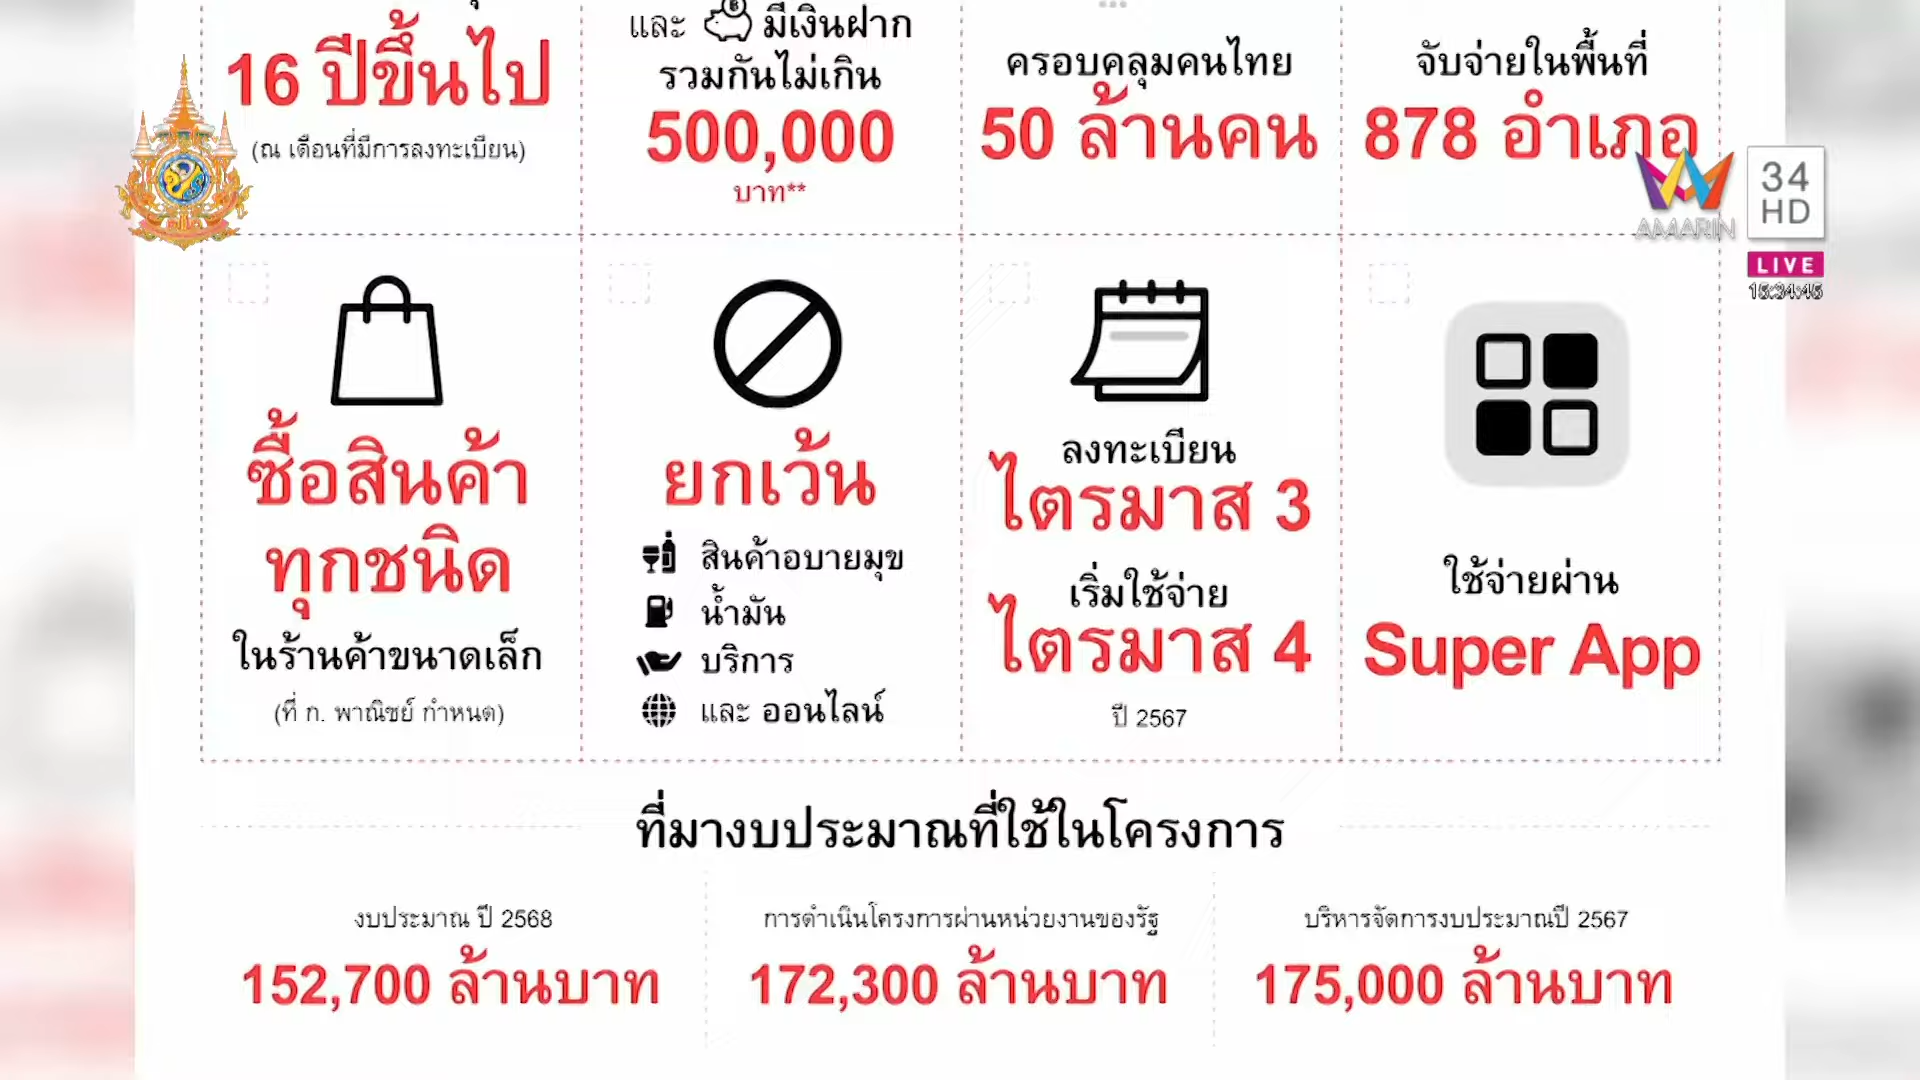 16 ปีขึ้นไป
(ณ เดือนที่มีการลงทะเบียน)
และ มีเงินฝาก
รวมกันไม่เกิน
500,000
บาท**
ครอบคลุมคนไทย
50 ล้านคน
จับจ่ายในพื้นที่
878 อำเภอ
AMARIN
34
HD
LIVE
ซื้อสินค้า
ทุกชนิด
ในร้านค้าขนาดเล็ก
(ที่ ก. พาณิชย์ กำหนด)
ยกเว้น
สินค้าอบายมุข
น้ำมัน
บริการ
และ ออนไลน์
ลงทะเบียน
ไตรมาส 3
เริ่มใช้จ่าย
ไตรมาส 4
ปี 2567
ใช้จ่ายผ่าน
Super App
ที่มางบประมาณที่ใช้ในโครงการ
งบประมาณ ปี 2568
152,700 ล้านบาท
การดำเนินโครงการผ่านหน่วยงานของรัฐ
172,300 ล้านบาท
บริหารจัดการงบประมาณปี 2567
175,000 ล้านบาท